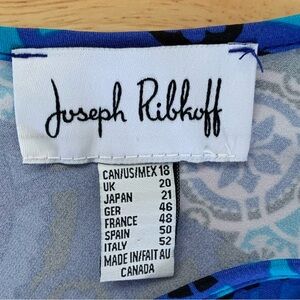 Joseph Ribkoff
CAN/US/MEX 18
UK 20
JAPAN 21
GER 46
FRANCE 48
SPAIN 50
ITALY 52
MADE IN/FAIT AU
CANADA